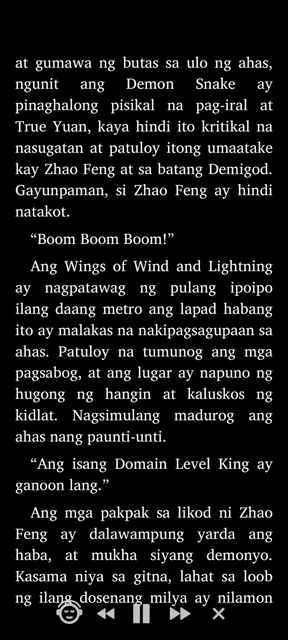 at gumawa ng butas sa ulo ng ahas,
ngunit ang Demon Snake ay
pinaghalong pisikal na pag-iral at
True Yuan, kaya hindi ito kritikal na
nasugatan at patuloy itong umaatake
kay Zhao Feng at sa batang Demigod.
Gayunpaman, si Zhao Feng ay hindi
natakot.
“Boom Boom Boom!”
Ang Wings of Wind and Lightning
ay nagpatawag ng pulang ipoipo
ilang daang metro ang lapad habang
ito ay malakas na nakipagsagupaan sa
ahas. Patuloy na tumunog ang mga
pagsabog, at ang lugar ay napuno ng
hugong ng hangin at kaluskos ng
kidlat. Nagsimulang madurog ang
ahas nang paunti-unti.
“Ang isang Domain Level King ay
ganoon lang.”
Ang mga pakpak sa likod ni Zhao
Feng ay dalawampung yarda ang
haba, at mukha siyang demonyo.
Kasama niya sa gitna, lahat sa loob
ng ilang dosenang milya ay nilamon